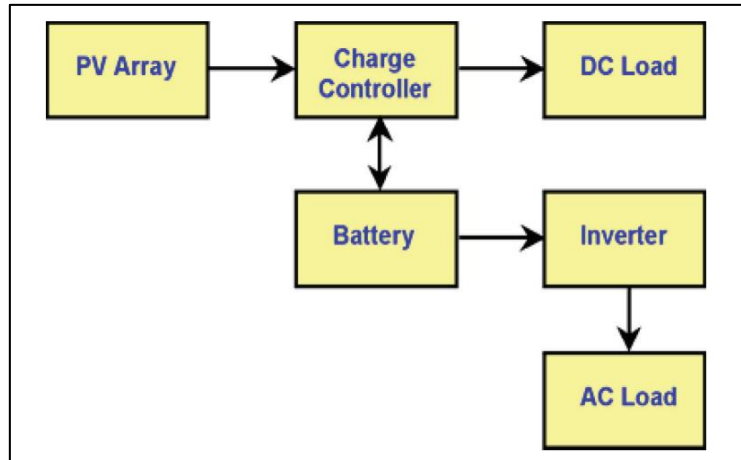 PV Array
Charge
Controller
DC Load
Battery
Inverter
AC Load